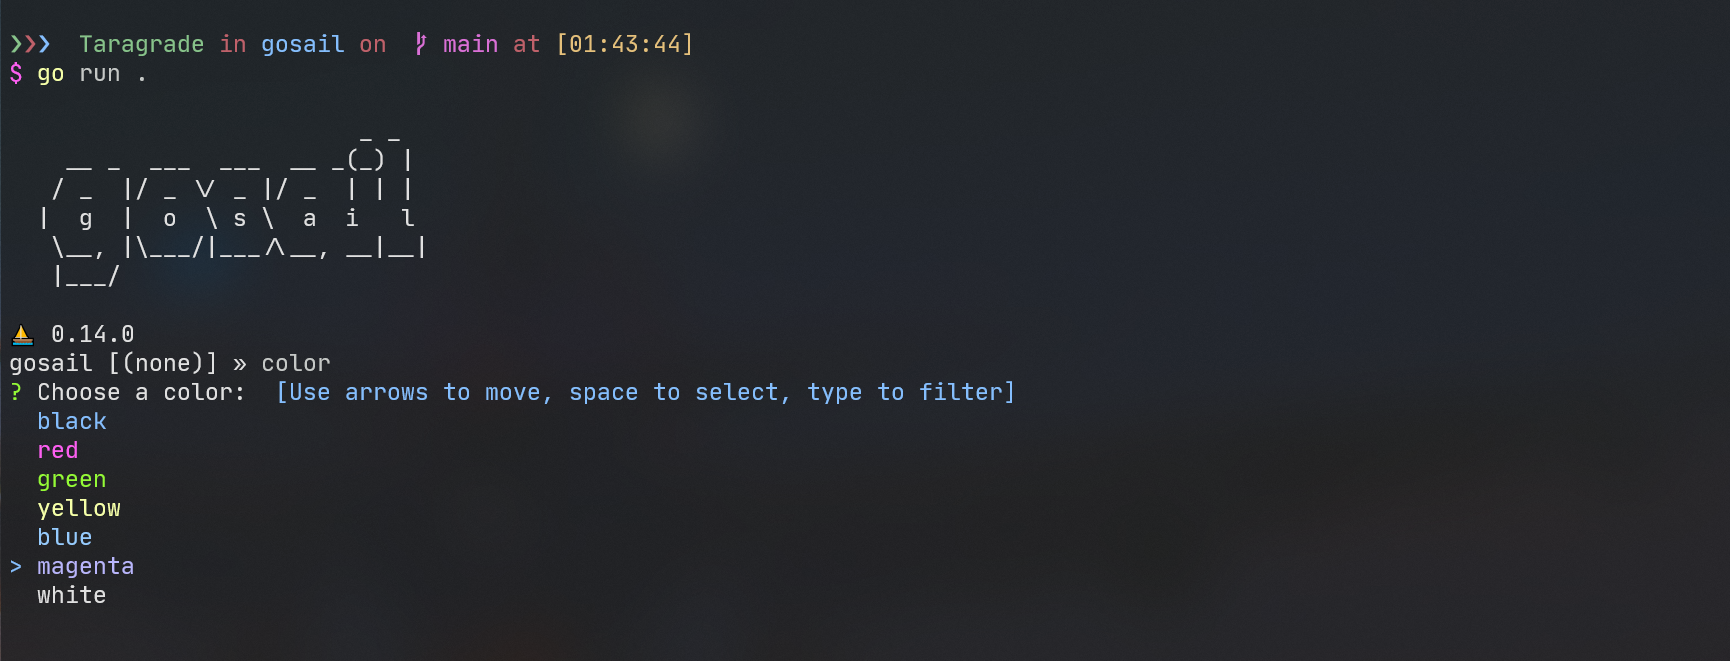 ❯❯❯  Taragrade in gosail on  main at [01:43:44]
$ go run .
                         _ _
    __ _  ___  ___  __ _(_) |
   / _  |/ _ \/ _ |/ _  | | |
  |  g  |  o  \ s \  a  i   l
   \__, |\___/|___/\__, __|__|
   |___/
⛵ 0.14.0
gosail [(none)] » color
? Choose a color:  [Use arrows to move, space to select, type to filter]
  black
  red
  green
  yellow
  blue
> magenta
  white